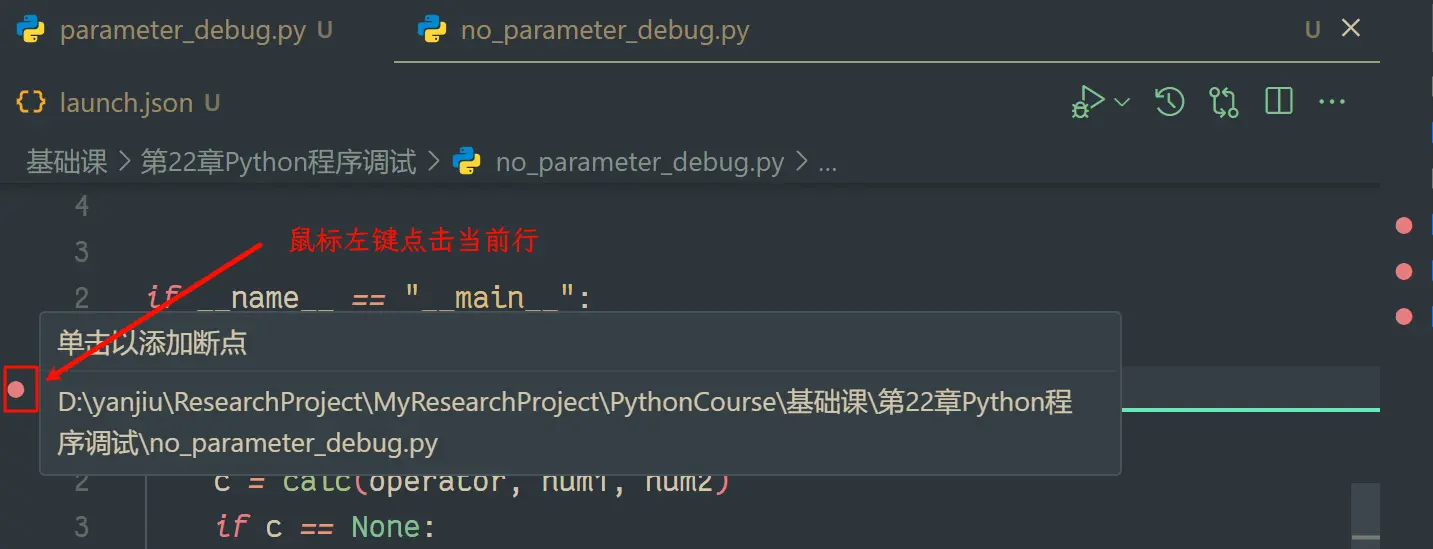 parameter_debug.py U
no_parameter_debug.py U
launch.json U
基础课 > 第22章Python程序调试 > no_parameter_debug.py > ...
4
鼠标左键点击当前行
3
2 if __name__ == "__main__":
单击以添加断点
D:\yanjiu\ResearchProject\MyResearchProject\PythonCourse\基础课\第22章Python程
序调试\no_parameter_debug.py
2 c = calc(operator, num1, num2)
3 if c == None: